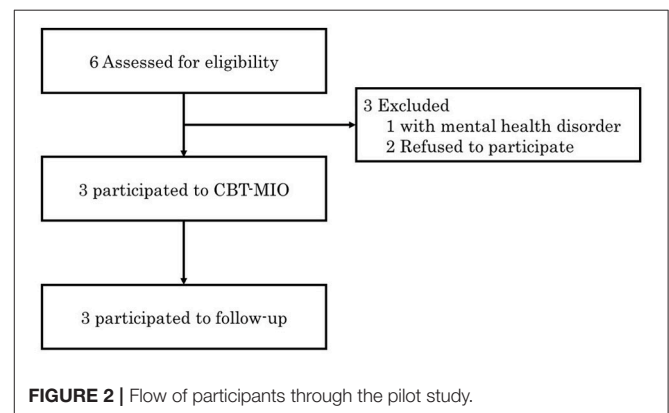 6 Assessed for eligibility
3 Excluded
1 with mental health disorder
2 Refused to participate
3 participated to CBT-MIO
3 participated to follow-up
FIGURE 2 | Flow of participants through the pilot study.